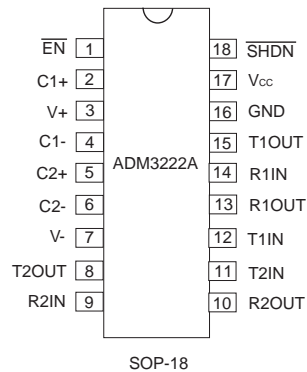 EN 1 18 SHDN
C1+ 2 17 Vcc
V+ 3 16 GND
C1- 4 15 T1OUT
C2+ 5 ADM3222A 14 R1IN
C2- 6 13 R1OUT
V- 7 12 T1IN
T2OUT 8 11 T2IN
R2IN 9 10 R2OUT
SOP-18